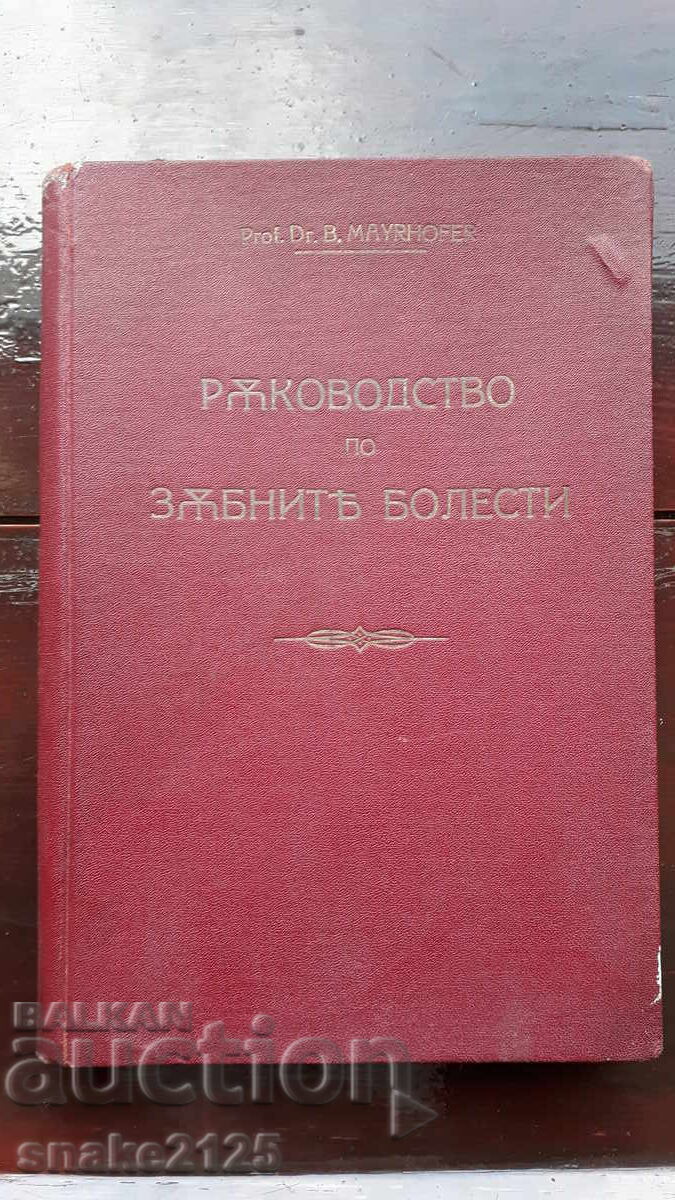 Prof. Dr. B. MAYRHOFER
РѪКОВОДСТВО
ПО
ЗѪБНИТѢ БОЛЕСТИ
BALKAN
auction
snake2125